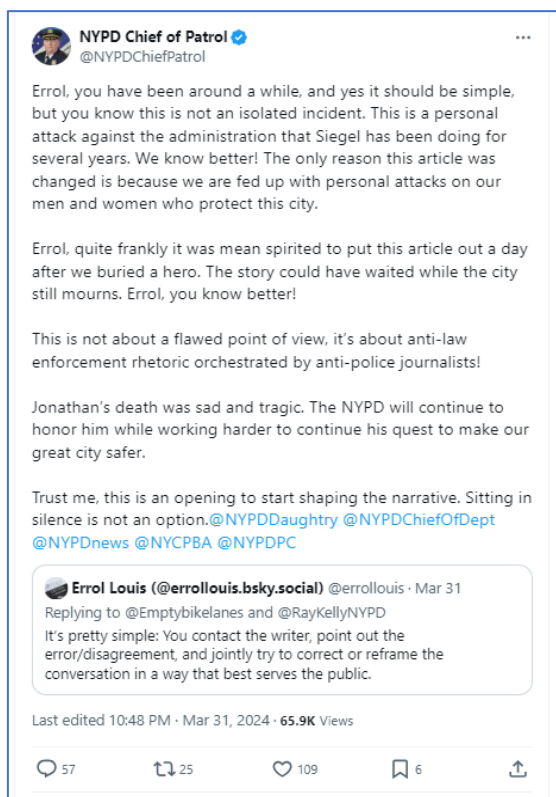 NYPD Chief of Patrol
@NYPDChiefPatrol
Errol, you have been around a while, and yes it should be simple,
but you know this is not an isolated incident. This is a personal
attack against the administration that Siegel has been doing for
several years. We know better! The only reason this article was
changed is because we are fed up with personal attacks on our
men and women who protect this city.
Errol, quite frankly it was mean spirited to put this article out a day
after we buried a hero. The story could have waited while the city
still mourns. Errol, you know better!
This is not about a flawed point of view, it’s about anti-law
enforcement rhetoric orchestrated by anti-police journalists!
Jonathan’s death was sad and tragic. The NYPD will continue to
honor him while working harder to continue his quest to make our
great city safer.
Trust me, this is an opening to start shaping the narrative. Sitting in
silence is not an option.@NYPDDaughtry @NYPDChiefOfDept
@NYPDnews @NYCPBA @NYPDPC
Errol Louis (@errollouis.bsky.social) @errollouis · Mar 31
Replying to @Emptybikelanes and @RayKellyNYPD
It’s pretty simple: You contact the writer, point out the
error/disagreement, and jointly try to correct or reframe the
conversation in a way that best serves the public.
Last edited 10:48 PM · Mar 31, 2024 · 65.9K Views
57 25 109 6